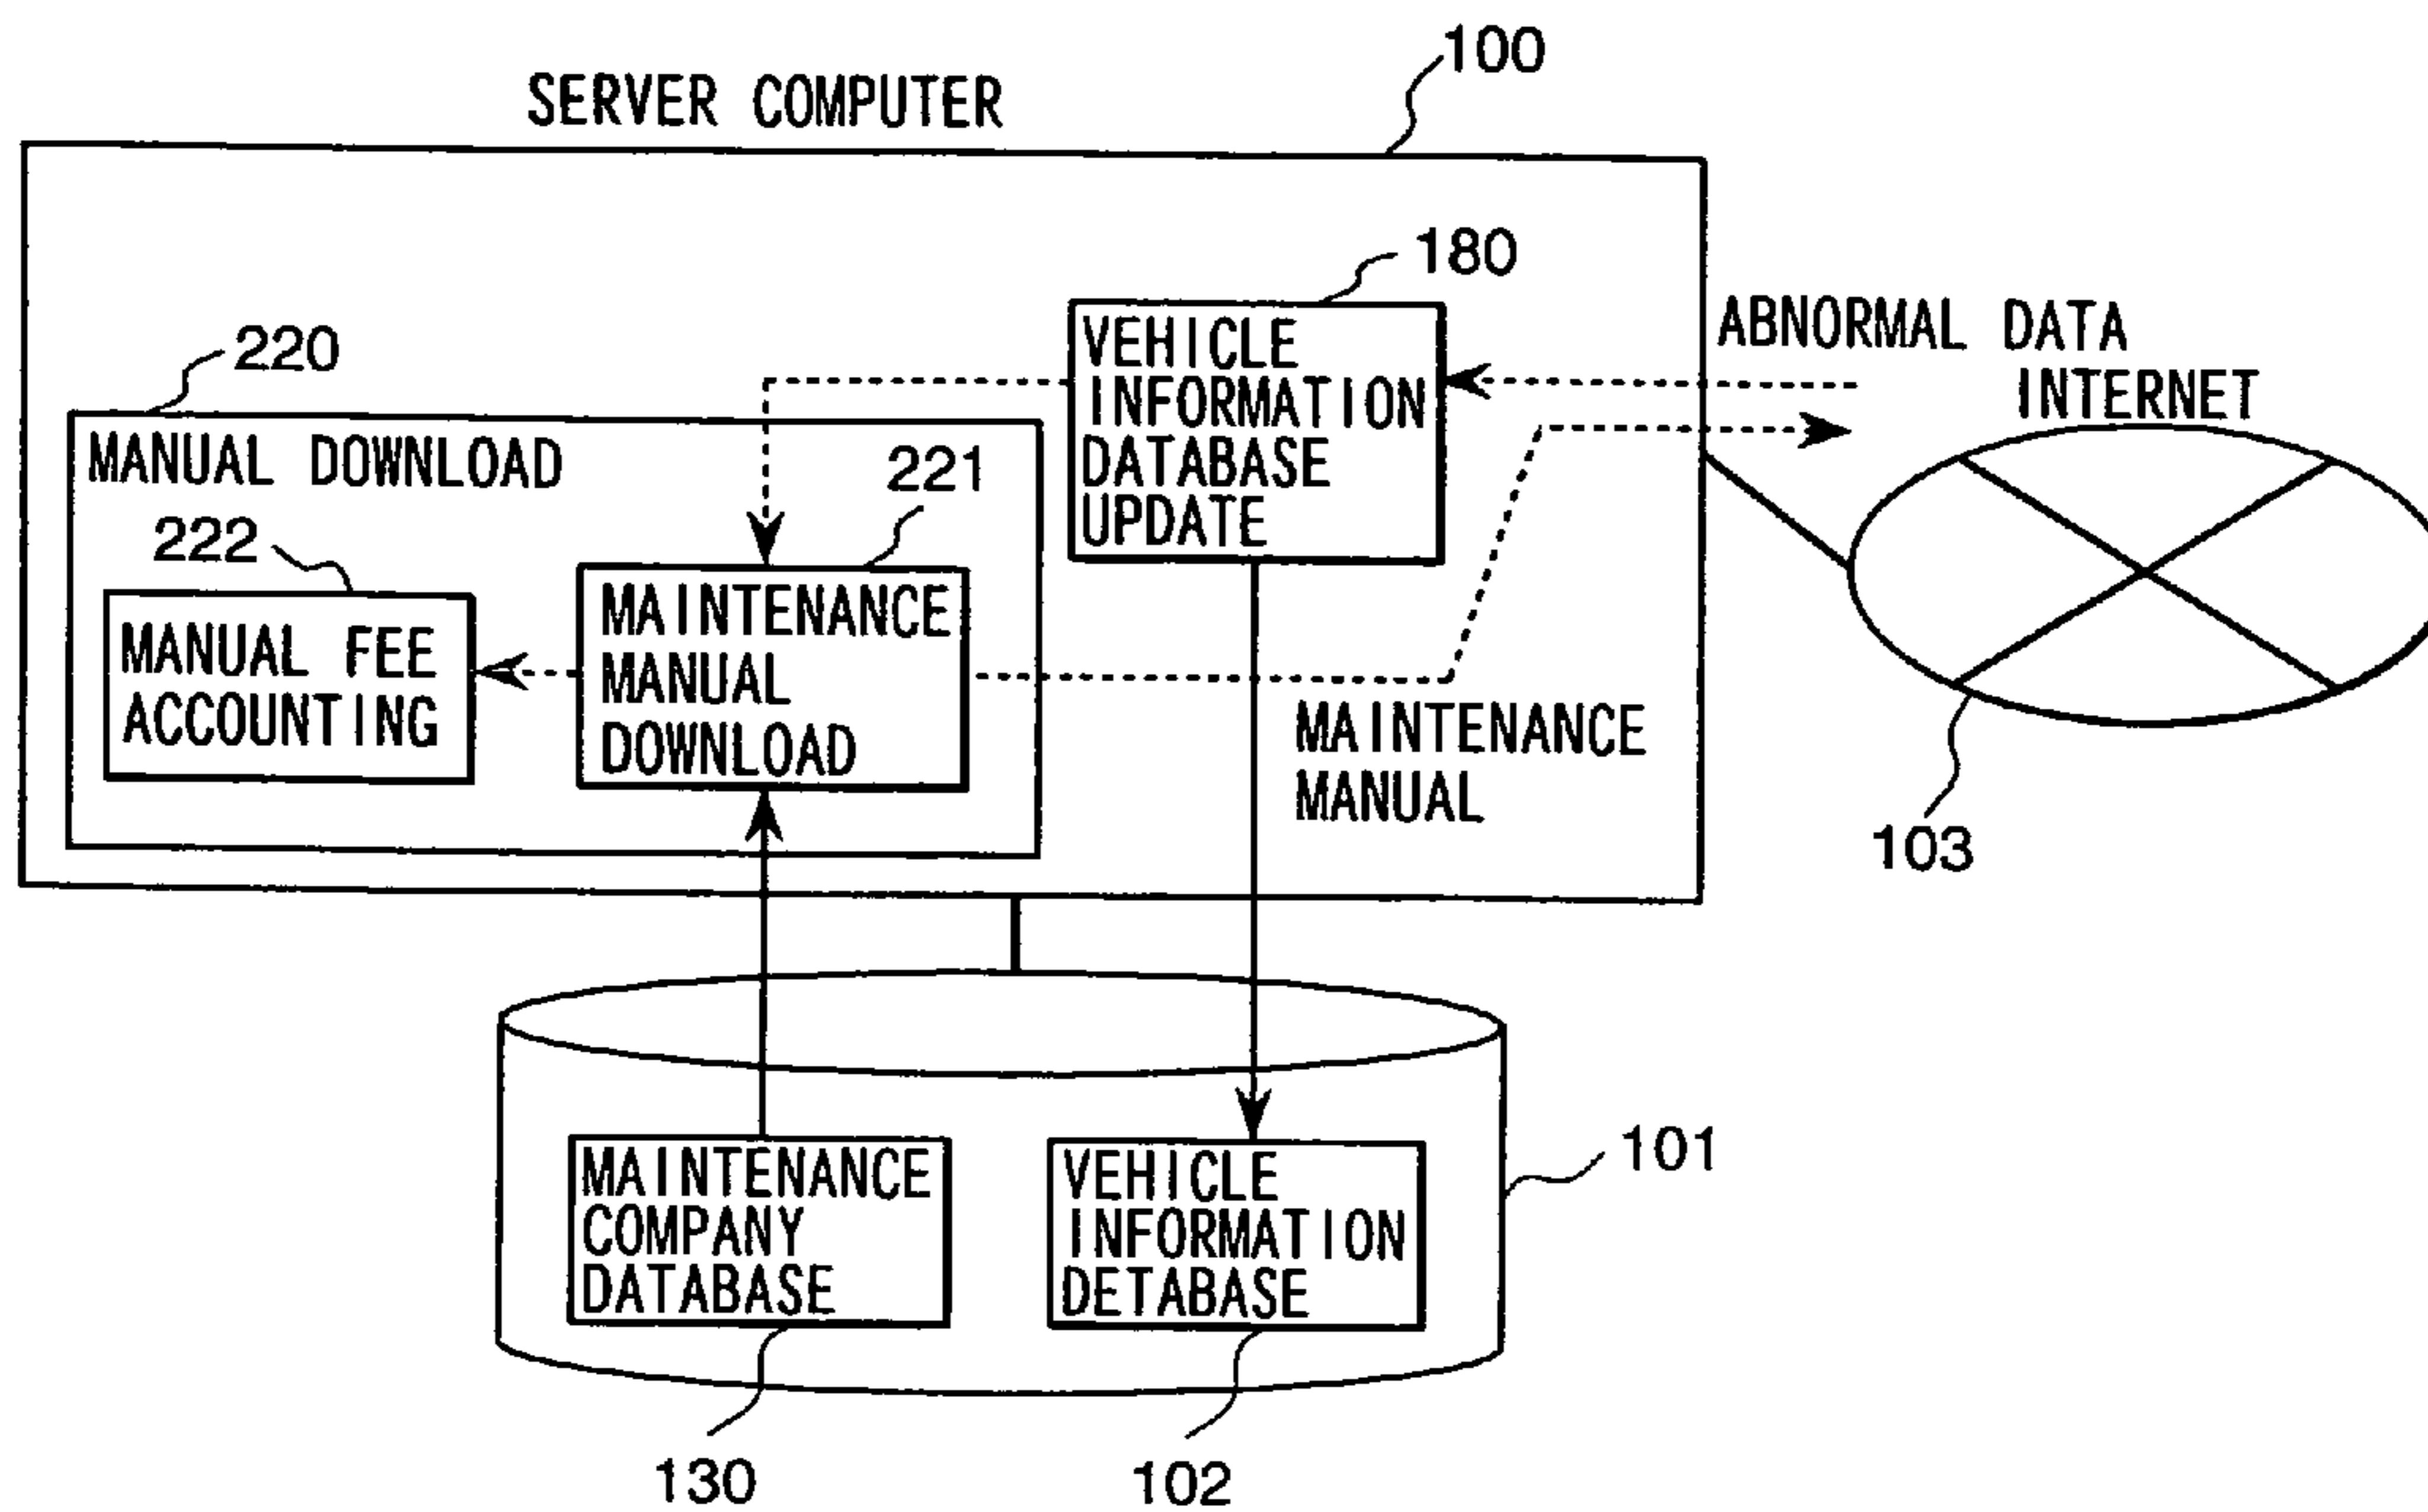 100
SERVER COMPUTER
180
220
VEHICLE
INFORMATION
DATABASE
UPDATE
ABNORMAL DATA
INTERNET
MANUAL DOWNLOAD
221
222
MANUAL FEE
ACCOUNTING
MAINTENANCE
MANUAL
DOWNLOAD
MAINTENANCE
MANUAL
103
MAINTENANCE
COMPANY
DATABASE
VEHICLE
INFORMATION
DETABASE
101
130
102